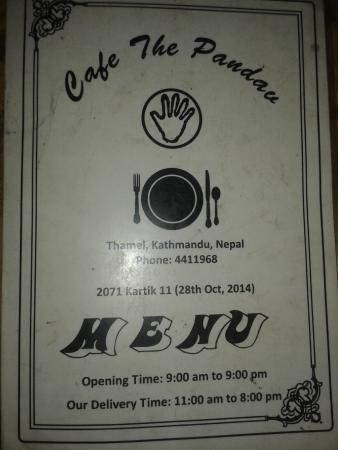 Cafe The Pandau
Thamel, Kathmandu, Nepal
Phone: 4411968
2071 Kartik 11 (28th Oct, 2014)
MENU
Opening Time: 9:00 am to 9:00 pm
Our Delivery Time: 11:00 am to 8:00 pm